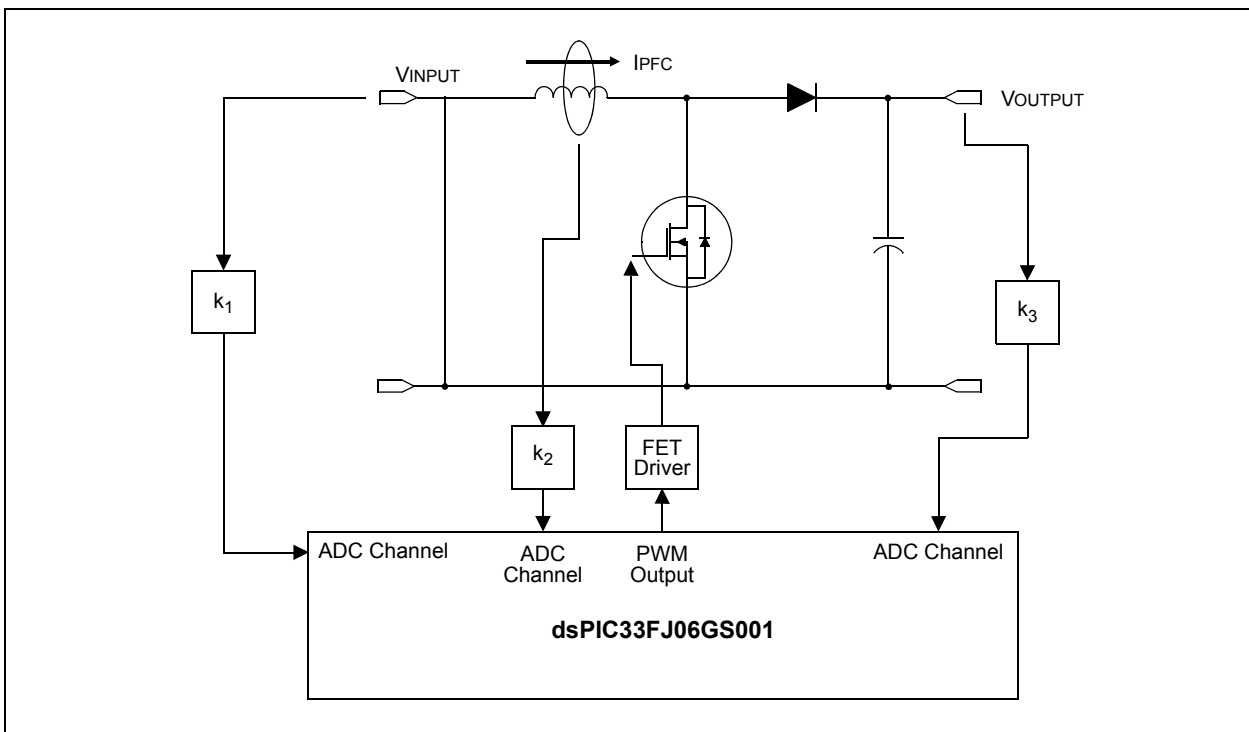 IPFC
VINPUT
VOUTPUT
k1
k3
k2
FET
Driver
ADC Channel
ADC
Channel
PWM
Output
ADC Channel
dsPIC33FJ06GS001